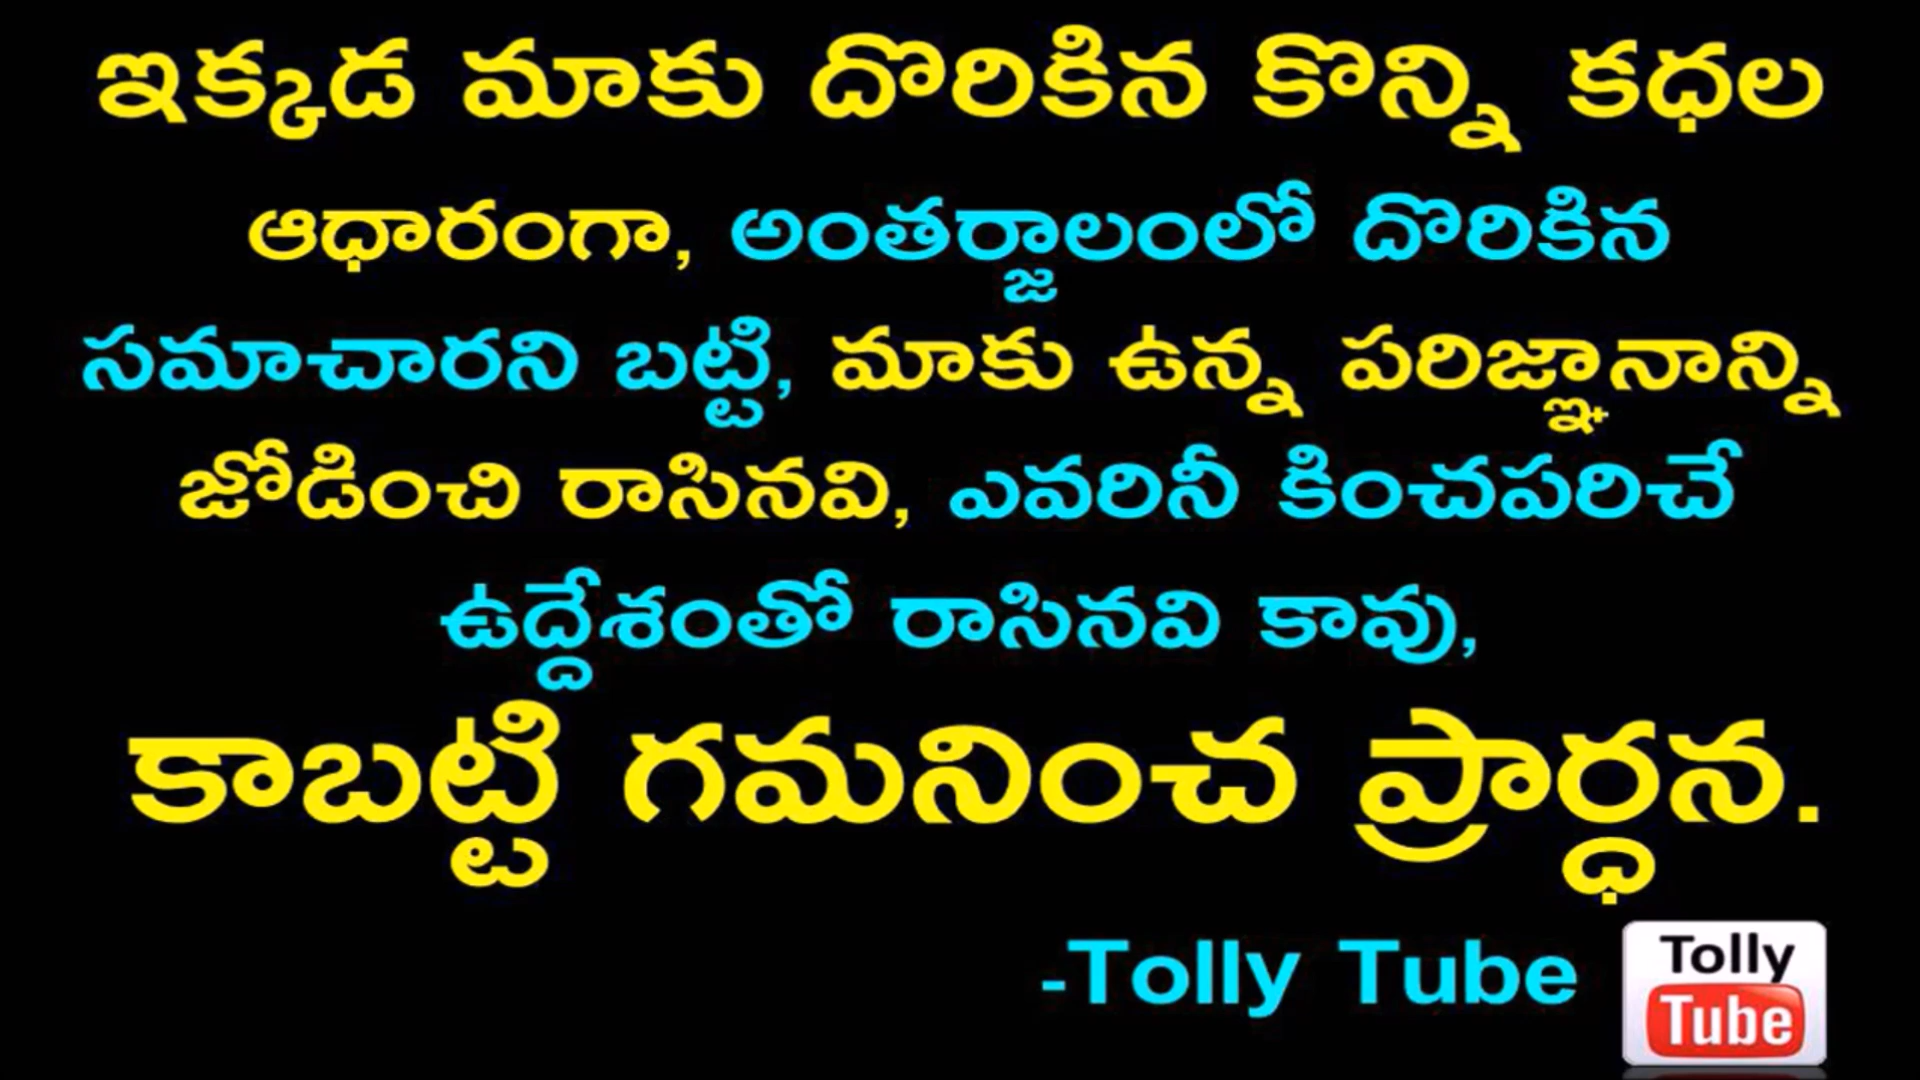 ఇక్కడ మాకు దొరికిన కొన్ని కధల
ఆధారంగా, అంతర్జాలంలో దొరికిన
సమాచారని బట్టి, మాకు ఉన్న పరిజ్ఞానాన్ని
జోడించి రాసినవి, ఎవరినీ కించపరిచే
ఉద్దేశంతో రాసినవి కావు,
కాబట్టి గమనించ ప్రార్ధన.
-Tolly Tube
Tolly
Tube